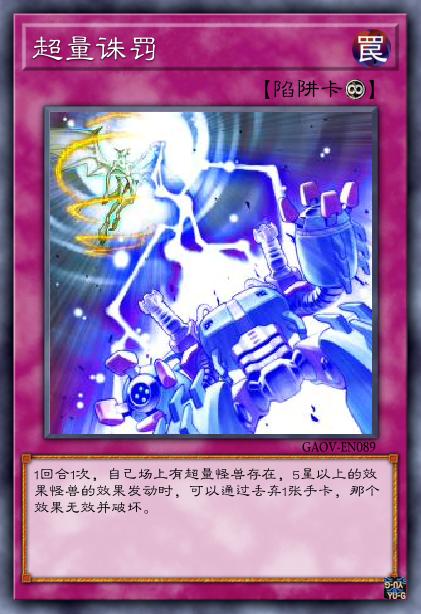 超量诛罚
罠
【陷阱卡♾】
GAOV-EN089
1回合1次，自己场上有超量怪兽存在，5星以上的效
果怪兽的效果发动时，可以通过丢弃1张手卡，那个
效果无效并破坏。
YU-G